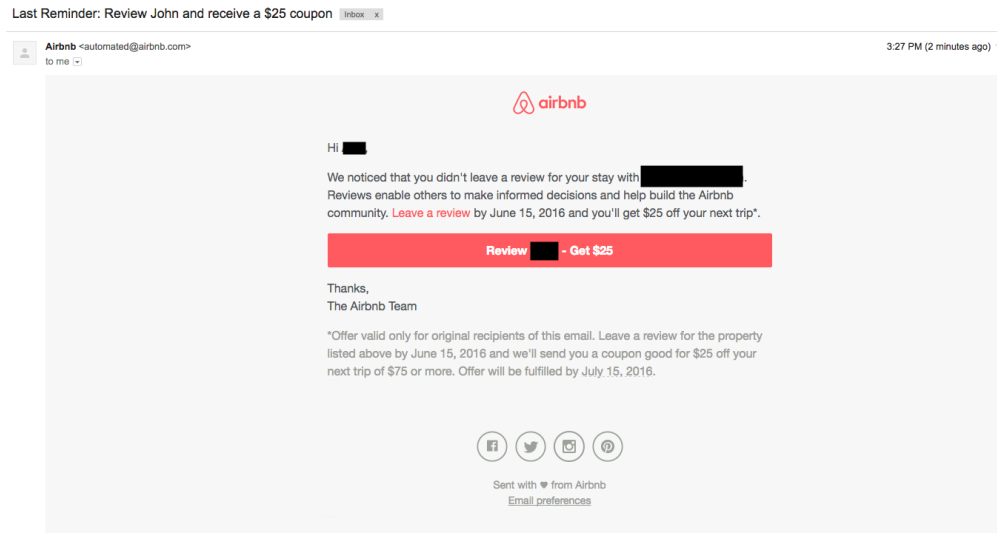 Last Reminder: Review John and receive a $25 coupon Inbox x
Airbnb <automated@airbnb.com> 3:27 PM (2 minutes ago)
to me
airbnb
Hi
We noticed that you didn't leave a review for your stay with .
Reviews enable others to make informed decisions and help build the Airbnb
community. Leave a review by June 15, 2016 and you'll get $25 off your next trip*.
Review - Get $25
Thanks,
The Airbnb Team
*Offer valid only for original recipients of this email. Leave a review for the property
listed above by June 15, 2016 and we'll send you a coupon good for $25 off your
next trip of $75 or more. Offer will be fulfilled by July 15, 2016.
Sent with ♥ from Airbnb
Email preferences